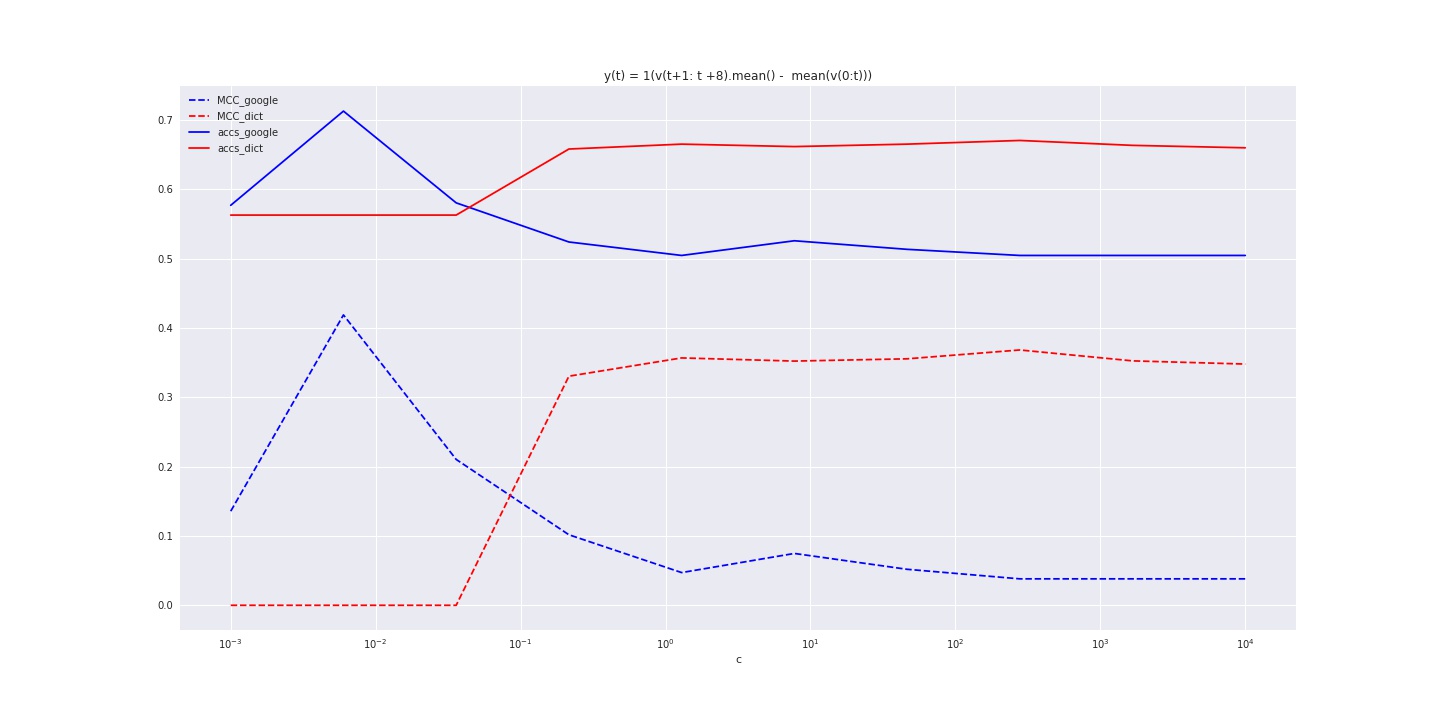 y(t) = 1(v(t+1: t +8).mean() -  mean(v(0:t)))
MCC_google
MCC_dict
accs_google
accs_dict
0.7
0.6
0.5
0.4
0.3
0.2
0.1
0.0
10⁻³ 10⁻² 10⁻¹ 10⁰ 10¹ 10² 10³ 10⁴
c